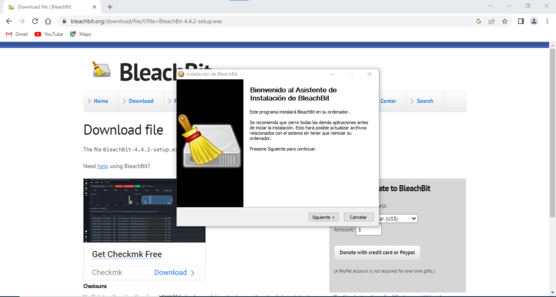 Download file | BleachBit
bleachbit.org/download/file/t?file=BleachBit-4.4.2-setup.exe
Gmail YouTube Maps
BleachBit
Home Download
Center Search
Instalación de BleachBit
Bienvenido al Asistente de
Instalación de BleachBit
Este programa instalará BleachBit en su ordenador.
Se recomienda que cierre todas las demás aplicaciones antes
de iniciar la instalación. Esto hará posible actualizar archivos
relacionados con el sistema sin tener que reiniciar su
ordenador.
Presione Siguiente para continuar.
Siguiente > Cancelar
Download file
The file BleachBit-4.4.2-setup.ex
Need help using BleachBit?
Get Checkmk Free
Checkmk Download >
Checksums
ate to BleachBit
ar (US$)
Amount: 5
Donate with credit card or Paypal
(A PayPal account is not required for one-time gifts.)